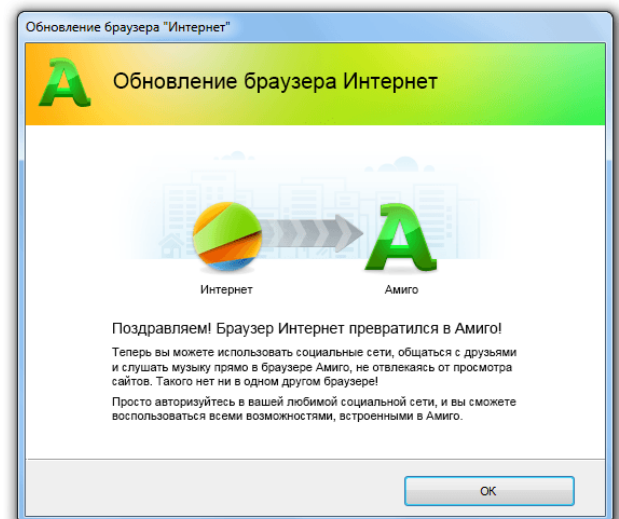 Обновление браузера "Интернет"
Обновление браузера Интернет
Интернет
Амиго
Поздравляем! Браузер Интернет превратился в Амиго!
Теперь вы можете использовать социальные сети, общаться с друзьями
и слушать музыку прямо в браузере Амиго, не отвлекаясь от просмотра
сайтов. Такого нет ни в одном другом браузере!
Просто авторизуйтесь в вашей любимой социальной сети, и вы сможете
воспользоваться всеми возможностями, встроенными в Амиго.
ОК